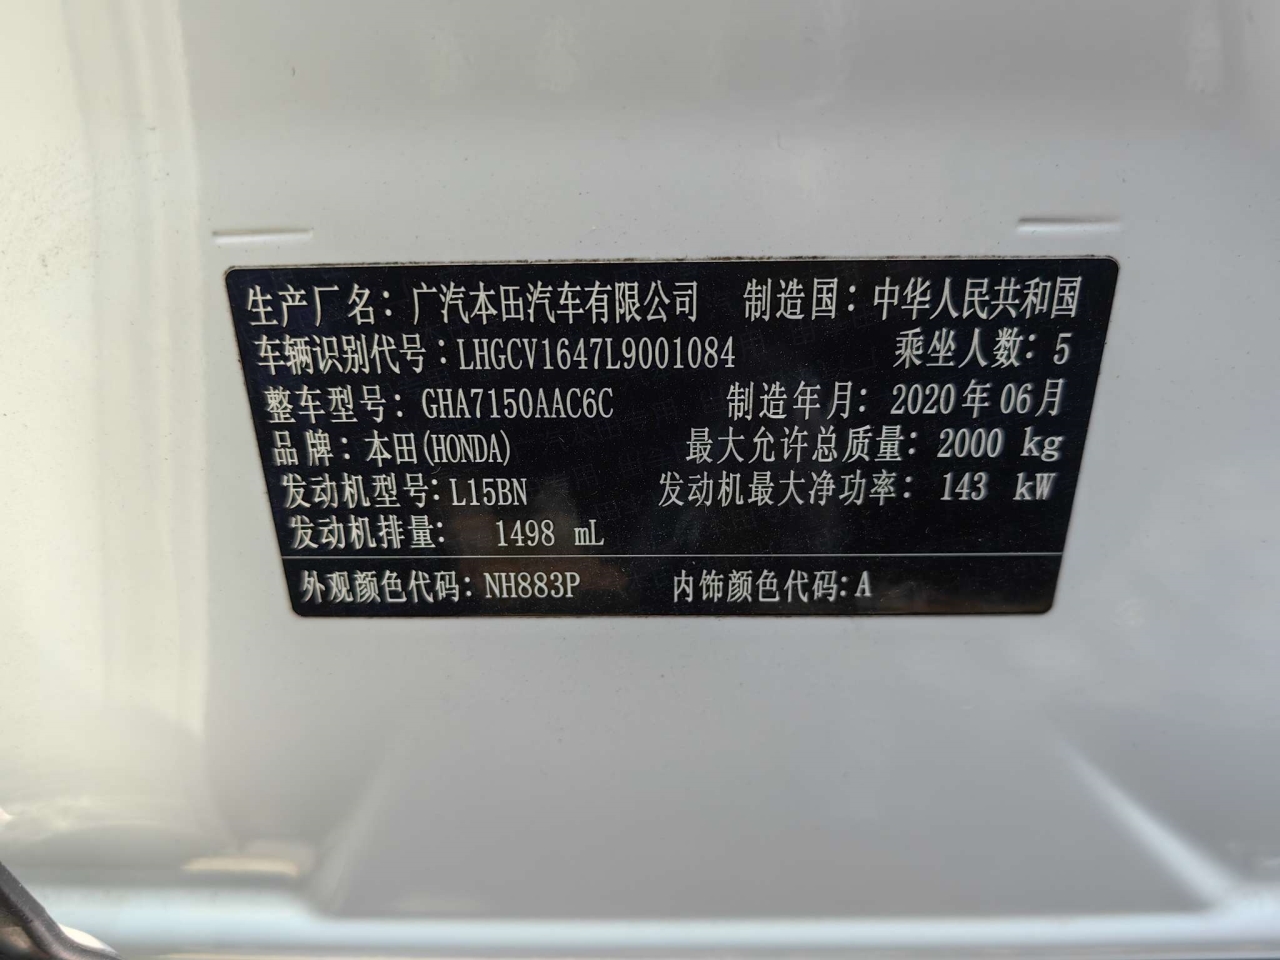 生产厂名：广汽本田汽车有限公司 制造国：中华人民共和国
车辆识别代号：LHGCV1647L9001084 乘坐人数：5
整车型号：GHA7150AAC6C 制造年月：2020年06月
品牌：本田(HONDA) 最大允许总质量：2000 kg
发动机型号：L15BN 发动机最大净功率：143 kW
发动机排量： 1498 mL
外观颜色代码：NH883P 内饰颜色代码：A